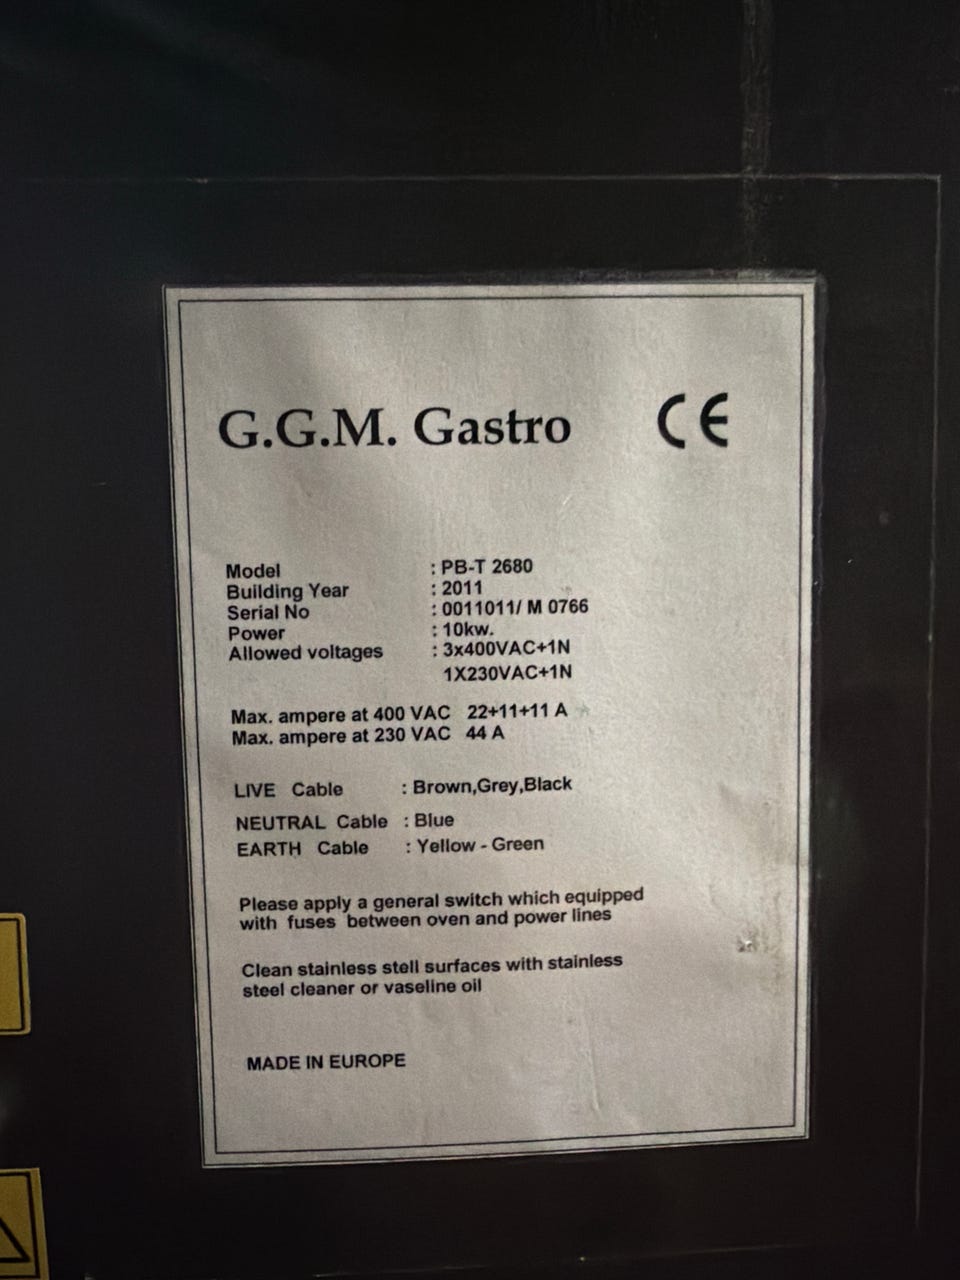 G.G.M. Gastro CE
Model : PB-T 2680
Building Year : 2011
Serial No : 0011011/ M 0766
Power : 10kw.
Allowed voltages : 3x400VAC+1N
1X230VAC+1N
Max. ampere at 400 VAC 22+11+11 A
Max. ampere at 230 VAC 44 A
LIVE Cable : Brown,Grey,Black
NEUTRAL Cable : Blue
EARTH Cable : Yellow - Green
Please apply a general switch which equipped
with fuses between oven and power lines
Clean stainless stell surfaces with stainless
steel cleaner or vaseline oil
MADE IN EUROPE